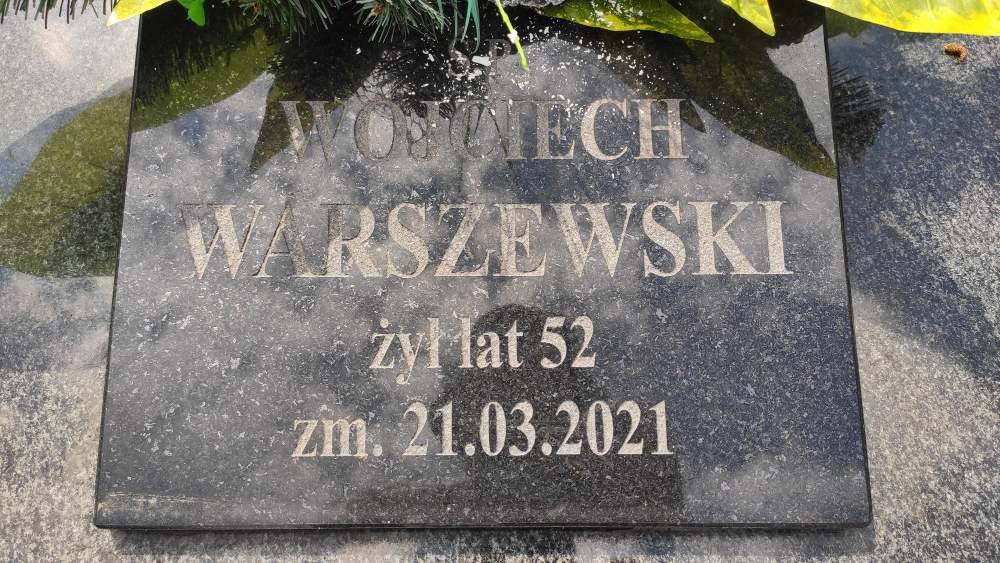 WOJCIECH
WARSZEWSKI
żył lat 52
zm. 21.03.2021